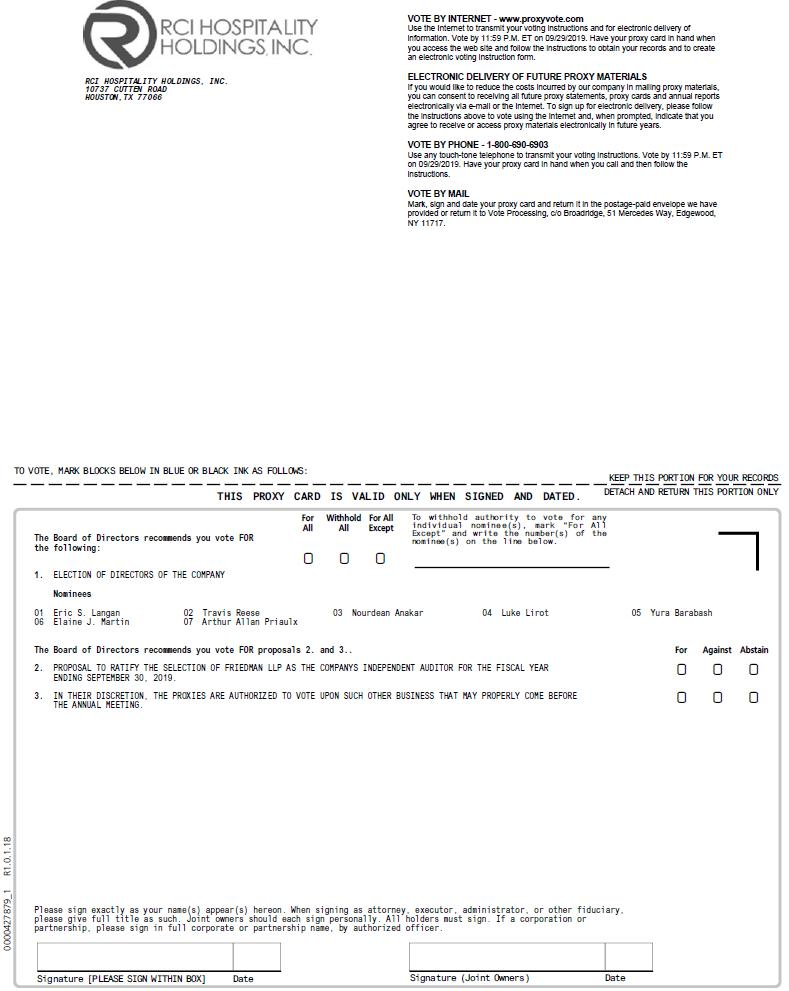 RCI HOSPITALITY
HOLDINGS, INC.
RCI HOSPITALITY HOLDINGS, INC.
10737 CUTTEN ROAD
HOUSTON,TX 77066
VOTE BY INTERNET - www.proxyvote.com
Use the Internet to transmit your voting instructions and for electronic delivery of
information. Vote by 11:59 P.M. ET on 09/29/2019. Have your proxy card in hand when
you access the web site and follow the instructions to obtain your records and to create
an electronic voting instruction form.
ELECTRONIC DELIVERY OF FUTURE PROXY MATERIALS
If you would like to reduce the costs incurred by our company in mailing proxy materials,
you can consent to receiving all future proxy statements, proxy cards and annual reports
electronically via e-mail or the Internet. To sign up for electronic delivery, please follow
the instructions above to vote using the Internet and, when prompted, indicate that you
agree to receive or access proxy materials electronically in future years.
VOTE BY PHONE - 1-800-690-6903
Use any touch-tone telephone to transmit your voting instructions. Vote by 11:59 P.M. ET
on 09/29/2019. Have your proxy card in hand when you call and then follow the
instructions.
VOTE BY MAIL
Mark, sign and date your proxy card and return it in the postage-paid envelope we have
provided or return it to Vote Processing, c/o Broadridge, 51 Mercedes Way, Edgewood,
NY 11717.
TO VOTE, MARK BLOCKS BELOW IN BLUE OR BLACK INK AS FOLLOWS:
KEEP THIS PORTION FOR YOUR RECORDS
DETACH AND RETURN THIS PORTION ONLY
THIS PROXY CARD IS VALID ONLY WHEN SIGNED AND DATED.
The Board of Directors recommends you vote FOR
the following:
For All
Withhold All
For All Except
To withhold authority to vote for any
individual nominee(s), mark "For All
Except" and write the number(s) of the
nominee(s) on the line below.
1. ELECTION OF DIRECTORS OF THE COMPANY
Nominees
01 Eric S. Langan 02 Travis Reese 03 Nourdean Anakar 04 Luke Lirot 05 Yura Barabash
06 Elaine J. Martin 07 Arthur Allan Priaulx
The Board of Directors recommends you vote FOR proposals 2. and 3.. For Against Abstain
2. PROPOSAL TO RATIFY THE SELECTION OF FRIEDMAN LLP AS THE COMPANYS INDEPENDENT AUDITOR FOR THE FISCAL YEAR
ENDING SEPTEMBER 30, 2019.
3. IN THEIR DISCRETION, THE PROXIES ARE AUTHORIZED TO VOTE UPON SUCH OTHER BUSINESS THAT MAY PROPERLY COME BEFORE
THE ANNUAL MEETING.
Please sign exactly as your name(s) appear(s) hereon. When signing as attorney, executor, administrator, or other fiduciary,
please give full title as such. Joint owners should each sign personally. All holders must sign. If a corporation or
partnership, please sign in full corporate or partnership name, by authorized officer.
Signature [PLEASE SIGN WITHIN BOX] Date
Signature (Joint Owners) Date
0000427879_1 R1.0.1.18